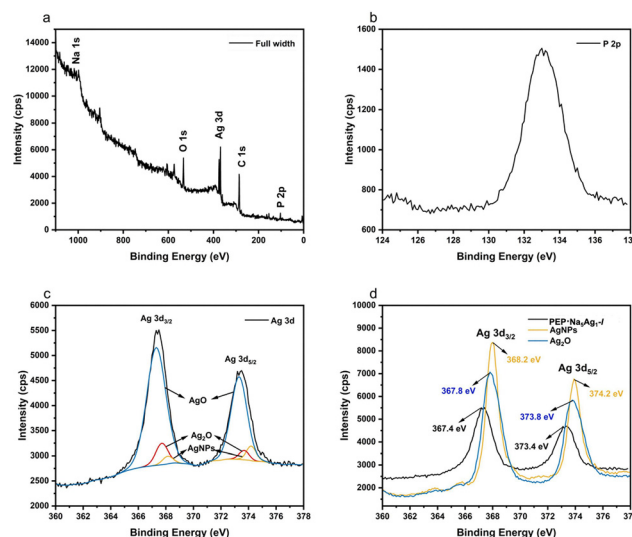 a
Full width
Na 1s
O 1s
Ag 3d
C 1s
P 2p
Intensity (cps)
14000
12000
10000
8000
6000
4000
2000
0
1000 800 600 400 200 0
Binding Energy (eV)
b
P 2p
Intensity (cps)
1600
1400
1200
1000
800
600
124 126 128 130 132 134 136 138
Binding Energy (eV)
c
Ag 3d
Ag 3d3/2
Ag 3d5/2
AgO
Ag2O
AgNPs
Intensity (cps)
6000
5500
5000
4500
4000
3500
3000
2500
2000
360 362 364 366 368 370 372 374 376 378
Binding Energy (eV)
d
PEP-Na5Ag1-I
AgNPs
Ag2O
Ag 3d3/2
Ag 3d5/2
368.2 eV
374.2 eV
367.8 eV
373.8 eV
367.4 eV
373.4 eV
Intensity (cps)
10000
9000
8000
7000
6000
5000
4000
3000
2000
1000
360 362 364 366 368 370 372 374 376 378
Binding Energy (eV)